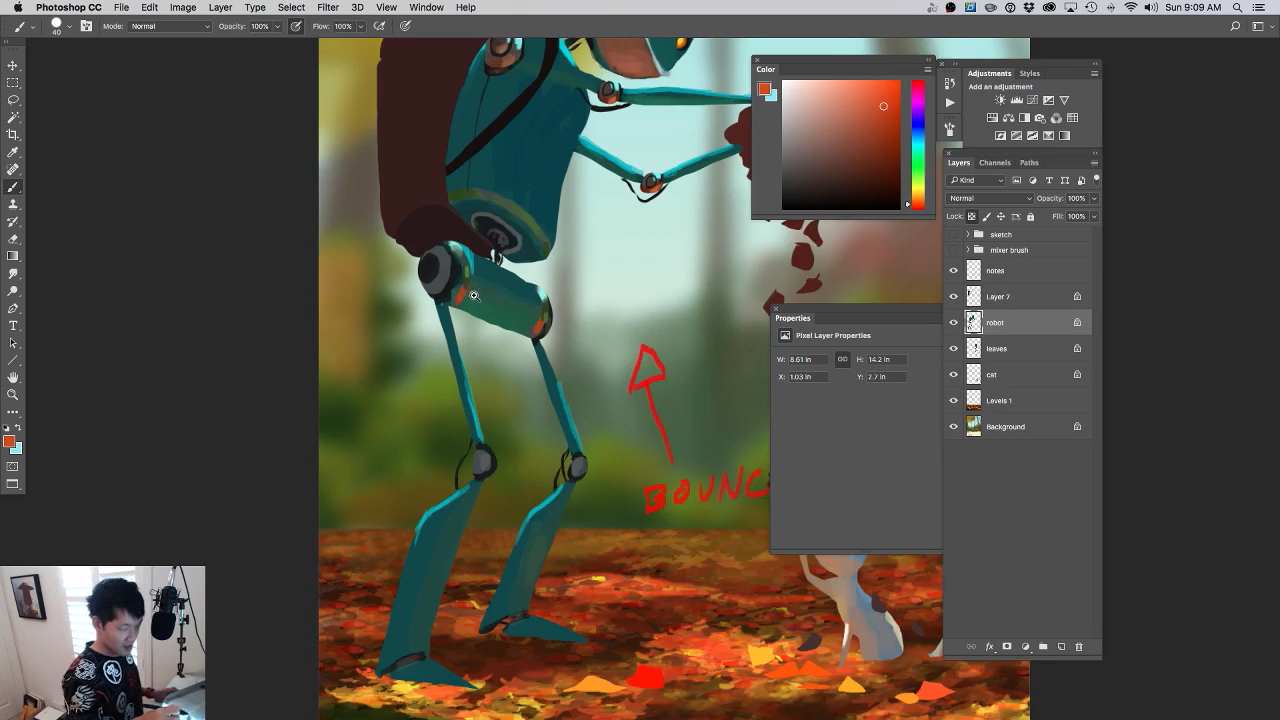 Photoshop CC File Edit Image Layer Type Select Filter 3D View Window Help Sun 9:09 AM
40 Mode: Normal Opacity: 100% Flow: 100%
Color
Adjustments Styles
Add an adjustment
Layers Channels Paths
Kind
Normal Opacity: 100%
Lock: Fill: 100%
sketch
mixer brush
notes
Layer 7
robot
leaves
cat
Levels 1
Background
Properties
Pixel Layer Properties
W: 8.61 in H: 14.2 in
X: 1.03 in Y: 2.7 in
BOUNC